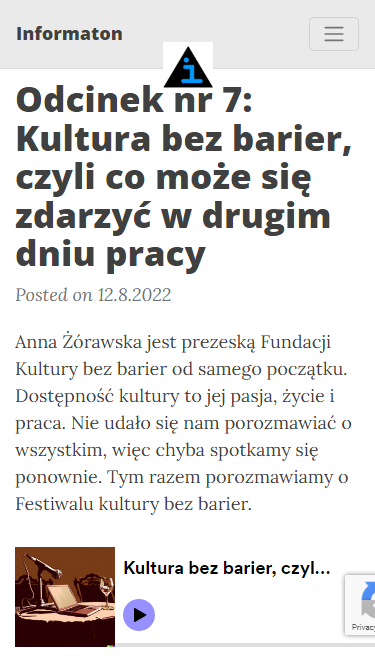 Informaton
Odcinek nr 7:
Kultura bez barier,
czyli co może się
zdarzyć w drugim
dniu pracy
Posted on 12.8.2022
Anna Żórawska jest prezeską Fundacji
Kultury bez barier od samego początku.
Dostępność kultury to jej pasja, życie i
praca. Nie udało się nam porozmawiać o
wszystkim, więc chyba spotkamy się
ponownie. Tym razem porozmawiamy o
Festiwalu kultury bez barier.
Kultura bez barier, czyl...
Privacy